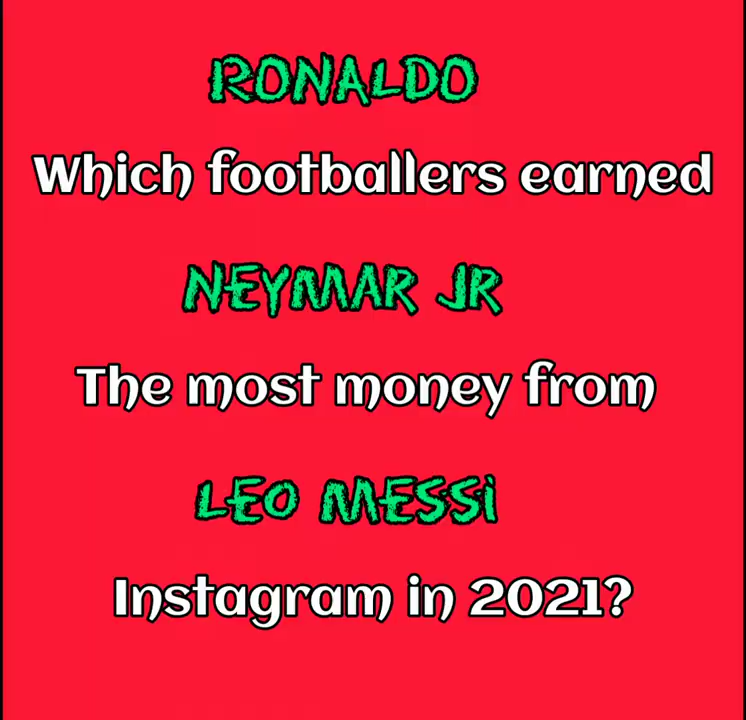 RONALDO
Which footballers earned
NEYMAR JR
The most money from
LEO MESSi
Instagram in 2021?